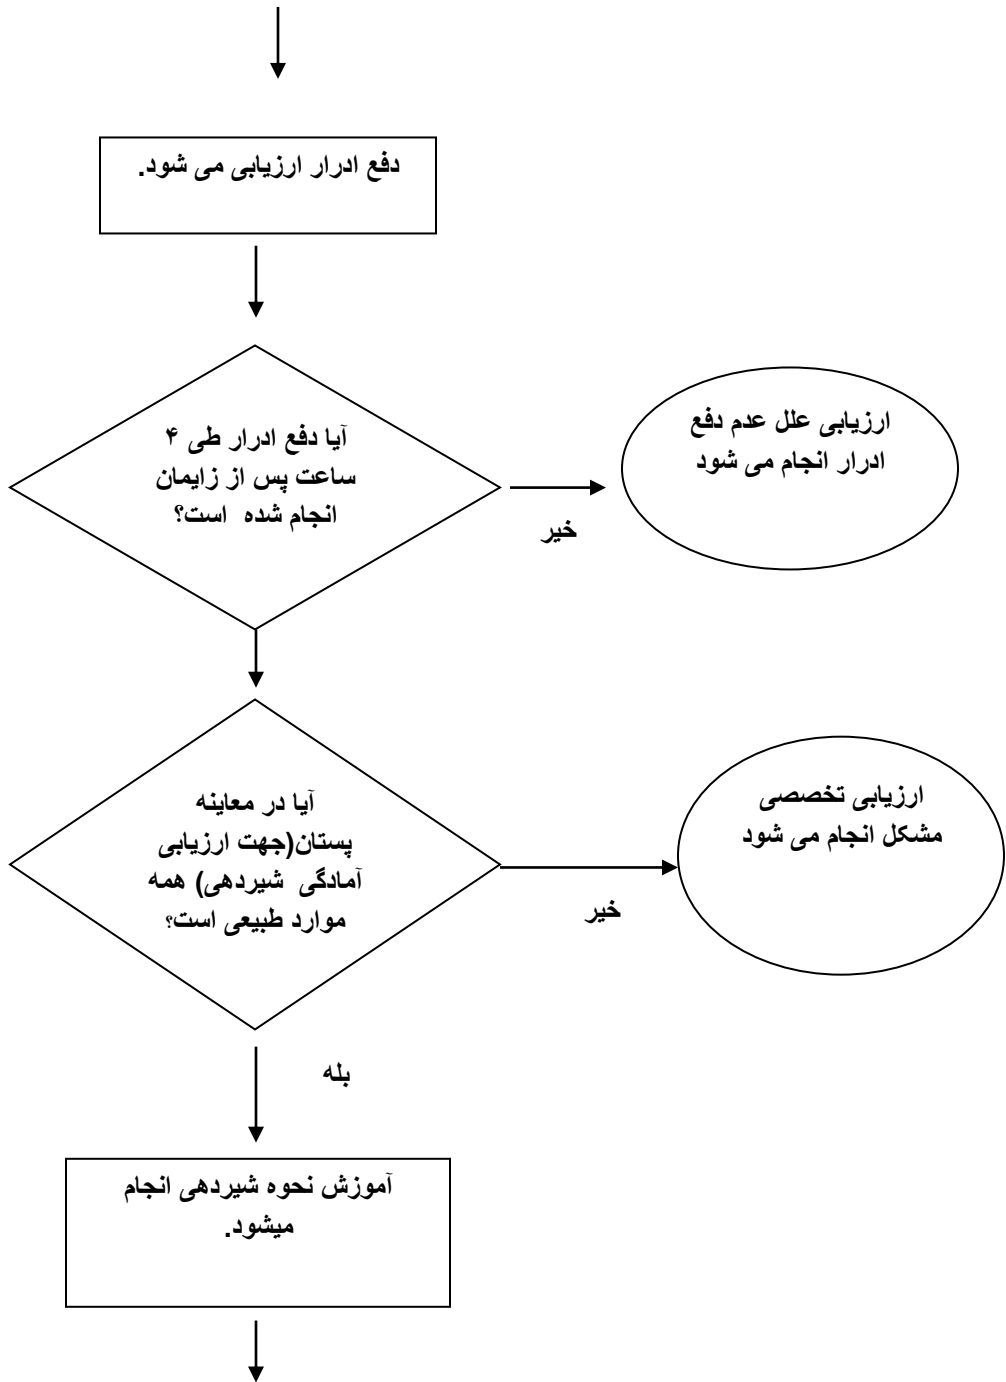 دفع ادرار ارزیابی می شود.
آیا دفع ادرار طی ۴
ساعت پس از زایمان
انجام شده است؟
ارزیابی علل عدم دفع
ادرار انجام می شود
خیر
آیا در معاینه
پستان(جهت ارزیابی
آمادگی شیردهی) همه
موارد طبیعی است؟
ارزیابی تخصصی
مشکل انجام می شود
خیر
بله
آموزش نحوه شیردهی انجام
میشود.